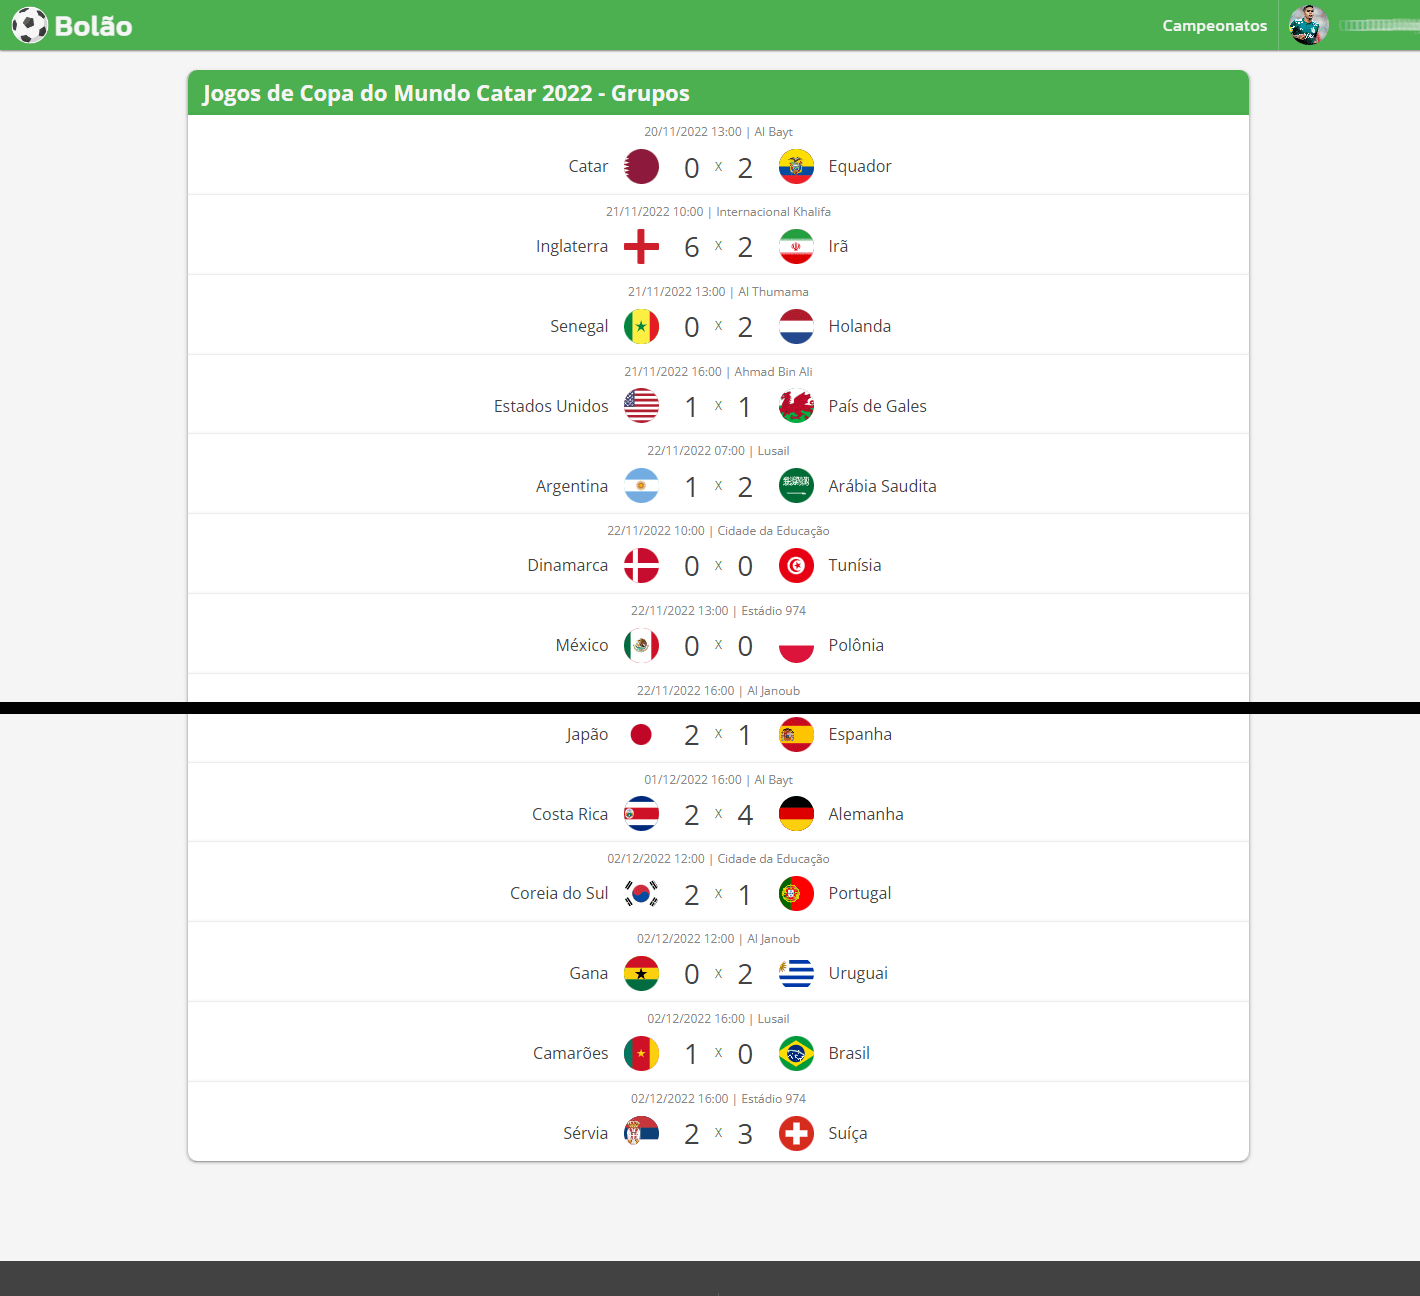 Bolão
Campeonatos
Jogos de Copa do Mundo Catar 2022 - Grupos
20/11/2022 13:00 | Al Bayt
Catar 0 x 2 Equador
21/11/2022 10:00 | Internacional Khalifa
Inglaterra 6 x 2 Irã
21/11/2022 13:00 | Al Thumama
Senegal 0 x 2 Holanda
21/11/2022 16:00 | Ahmad Bin Ali
Estados Unidos 1 x 1 País de Gales
22/11/2022 07:00 | Lusail
Argentina 1 x 2 Arábia Saudita
22/11/2022 10:00 | Cidade da Educação
Dinamarca 0 x 0 Tunísia
22/11/2022 13:00 | Estádio 974
México 0 x 0 Polônia
22/11/2022 16:00 | Al Janoub
Japão 2 x 1 Espanha
01/12/2022 16:00 | Al Bayt
Costa Rica 2 x 4 Alemanha
02/12/2022 12:00 | Cidade da Educação
Coreia do Sul 2 x 1 Portugal
02/12/2022 12:00 | Al Janoub
Gana 0 x 2 Uruguai
02/12/2022 16:00 | Lusail
Camarões 1 x 0 Brasil
02/12/2022 16:00 | Estádio 974
Sérvia 2 x 3 Suíça